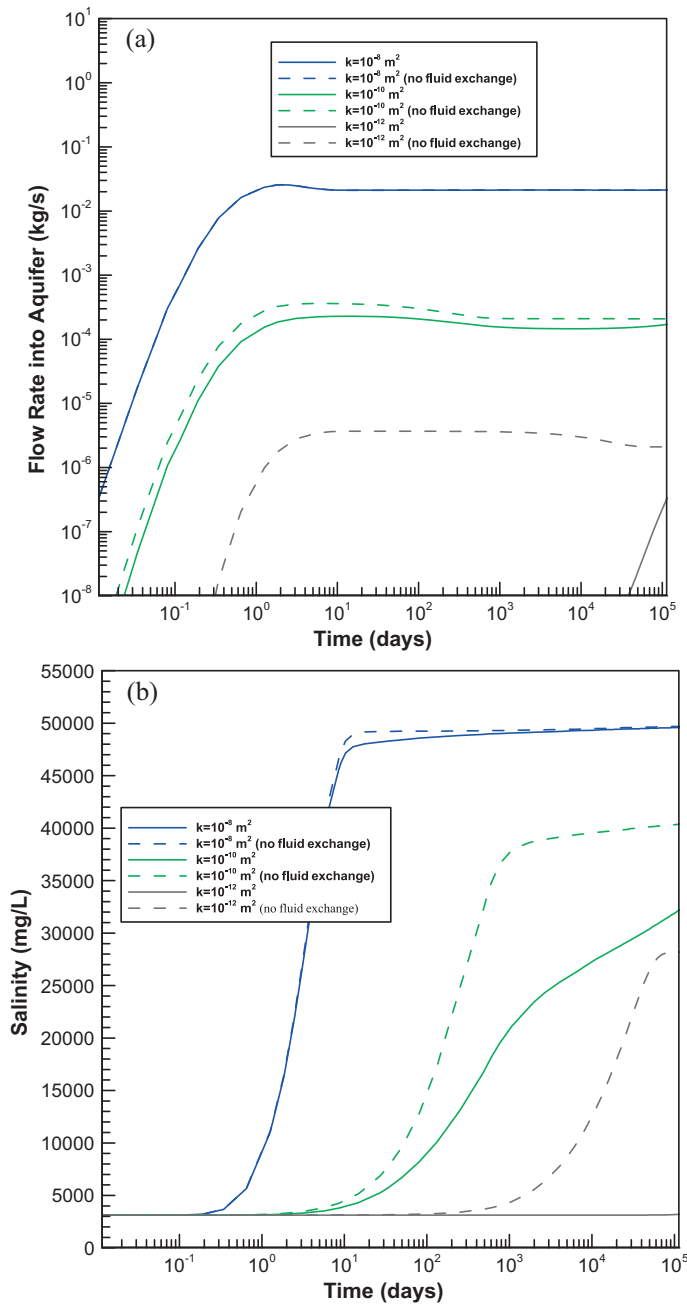 (a)
k=10⁻⁸ m²
k=10⁻⁸ m² (no fluid exchange)
k=10⁻¹⁰ m²
k=10⁻¹⁰ m² (no fluid exchange)
k=10⁻¹² m²
k=10⁻¹² m² (no fluid exchange)
Flow Rate into Aquifer (kg/s)
10¹
10⁰
10⁻¹
10⁻²
10⁻³
10⁻⁴
10⁻⁵
10⁻⁶
10⁻⁷
10⁻⁸
10⁻¹ 10⁰ 10¹ 10² 10³ 10⁴ 10⁵
Time (days)
(b)
k=10⁻⁸ m²
k=10⁻⁸ m² (no fluid exchange)
k=10⁻¹⁰ m²
k=10⁻¹⁰ m² (no fluid exchange)
k=10⁻¹² m²
k=10⁻¹² m² (no fluid exchange)
Salinity (mg/L)
55000
50000
45000
40000
35000
30000
25000
20000
15000
10000
5000
0
10⁻¹ 10⁰ 10¹ 10² 10³ 10⁴ 10⁵
Time (days)